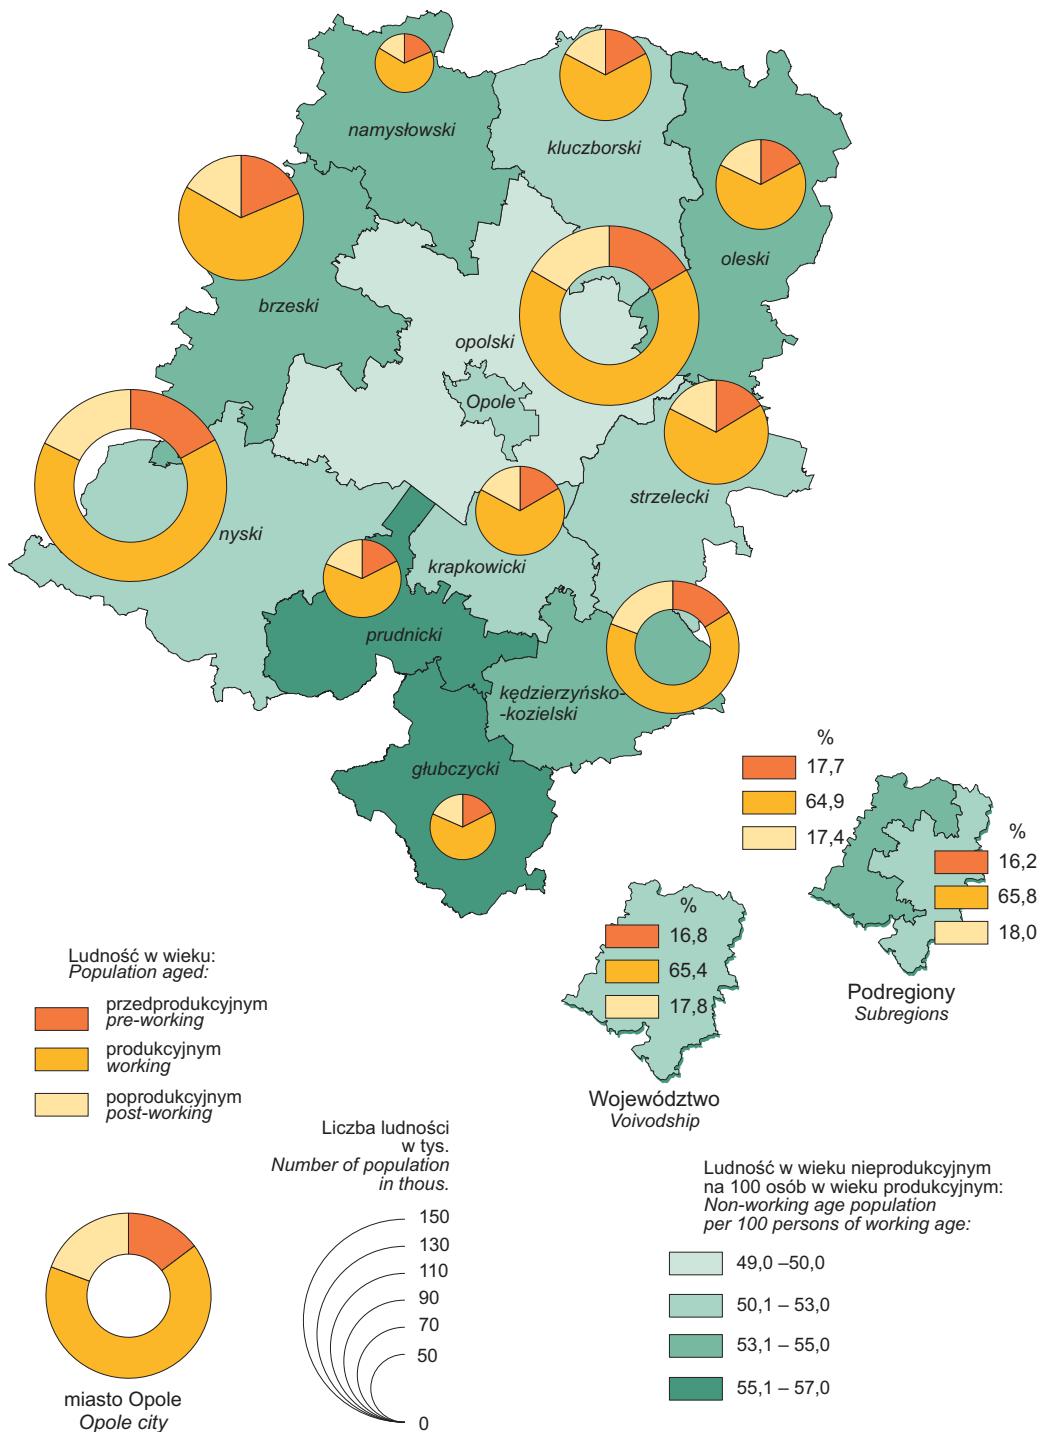 namysłowski
kluczborski
oleski
brzeski
opolski
Opole
strzelecki
nyski
krapkowicki
prudnicki
kędzierzyńsko-
-kozielski
głubczycki
%
17,7
64,9
17,4
%
16,2
65,8
18,0
Podregiony
Subregions
%
16,8
65,4
17,8
Województwo
Voivodship
Ludność w wieku:
Population aged:
przedprodukcyjnym
pre-working
produkcyjnym
working
poprodukcyjnym
post-working
Liczba ludności
w tys.
Number of population
in thous.
150
130
110
90
70
50
0
miasto Opole
Opole city
Ludność w wieku nieprodukcyjnym
na 100 osób w wieku produkcyjnym:
Non-working age population
per 100 persons of working age:
49,0 –50,0
50,1 – 53,0
53,1 – 55,0
55,1 – 57,0